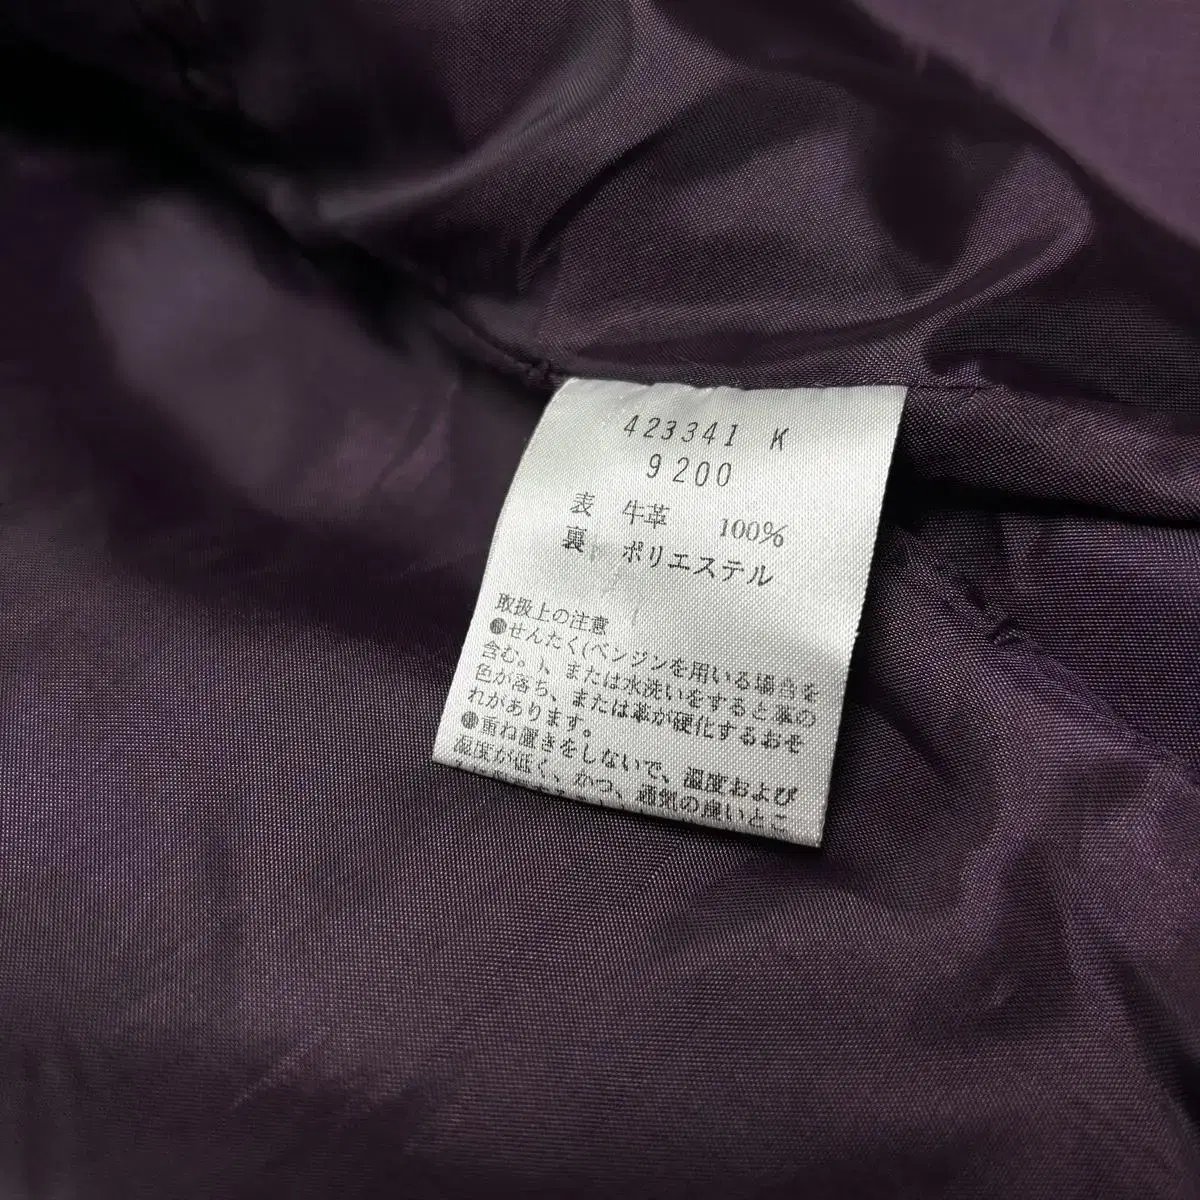 423341 K
9200
表 牛革 100%
裏 ポリエステル
取扱上の注意
●せんたく(ベンジンを用いる場合を
含む。)、または水洗いをすると革の
色が落ち、または革が硬化するおそ
れがあります。
●重ね置きをしないで、温度および
湿度が低く、かつ、通気の良いとこ